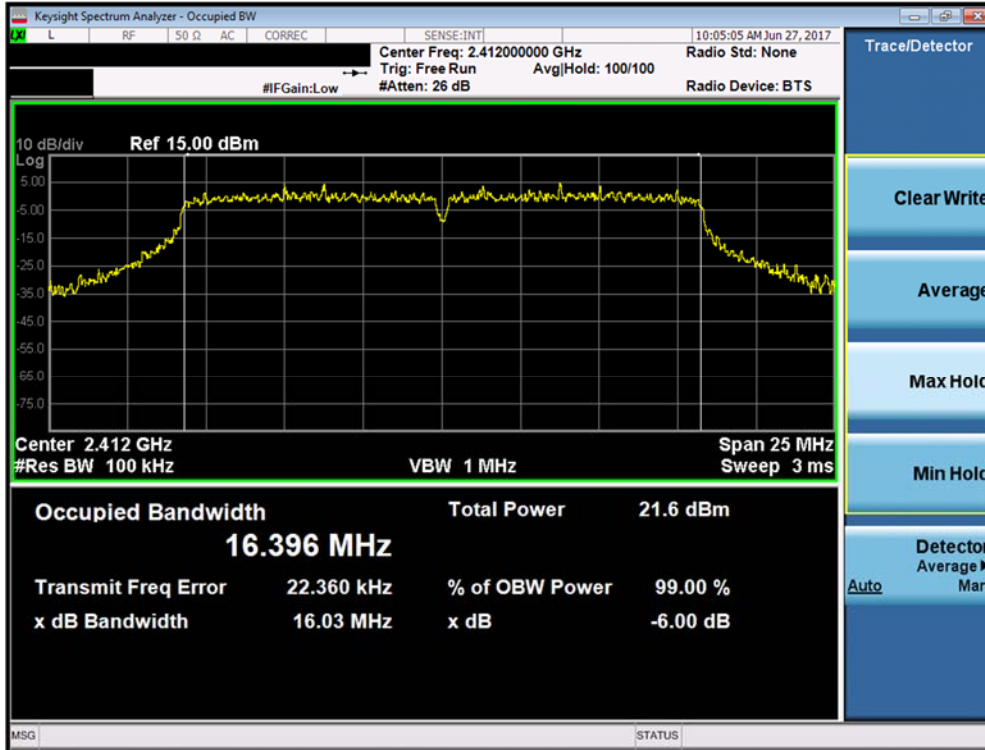 Keysight Spectrum Analyzer - Occupied BW
LXI L RF 50 Ω AC CORREC SENSE:INT 10:05:05 AM Jun 27, 2017
Center Freq: 2.412000000 GHz Radio Std: None
Trig: Free Run Avg|Hold: 100/100
#IFGain:Low #Atten: 26 dB Radio Device: BTS
10 dB/div Ref 15.00 dBm
Log
5.00
-5.00
-15.0
-25.0
-35.0
-45.0
-55.0
-65.0
-75.0
Center 2.412 GHz Span 25 MHz
#Res BW 100 kHz VBW 1 MHz Sweep 3 ms
Occupied Bandwidth Total Power 21.6 dBm
16.396 MHz
Transmit Freq Error 22.360 kHz % of OBW Power 99.00 %
x dB Bandwidth 16.03 MHz x dB -6.00 dB
MSG STATUS
Trace/Detector
Clear Write
Average
Max Hold
Min Hold
Detector
Average
Auto Man